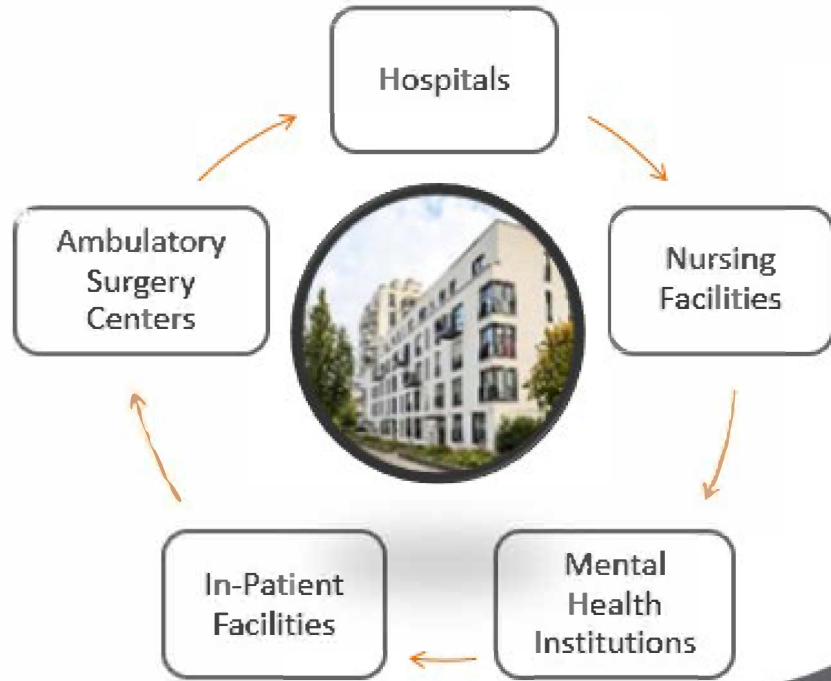 Hospitals
Nursing
Facilities
Mental
Health
Institutions
In-Patient
Facilities
Ambulatory
Surgery
Centers